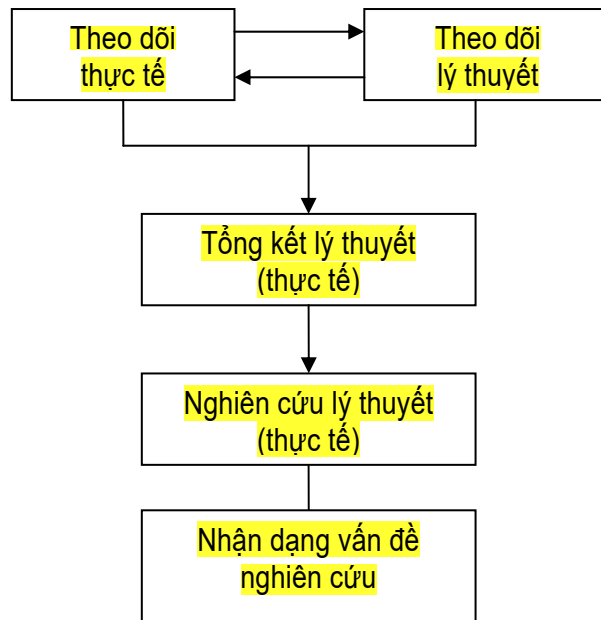 Theo dõi
thực tế
Theo dõi
lý thuyết
Tổng kết lý thuyết
(thực tế)
Nghiên cứu lý thuyết
(thực tế)
Nhận dạng vấn đề
nghiên cứu